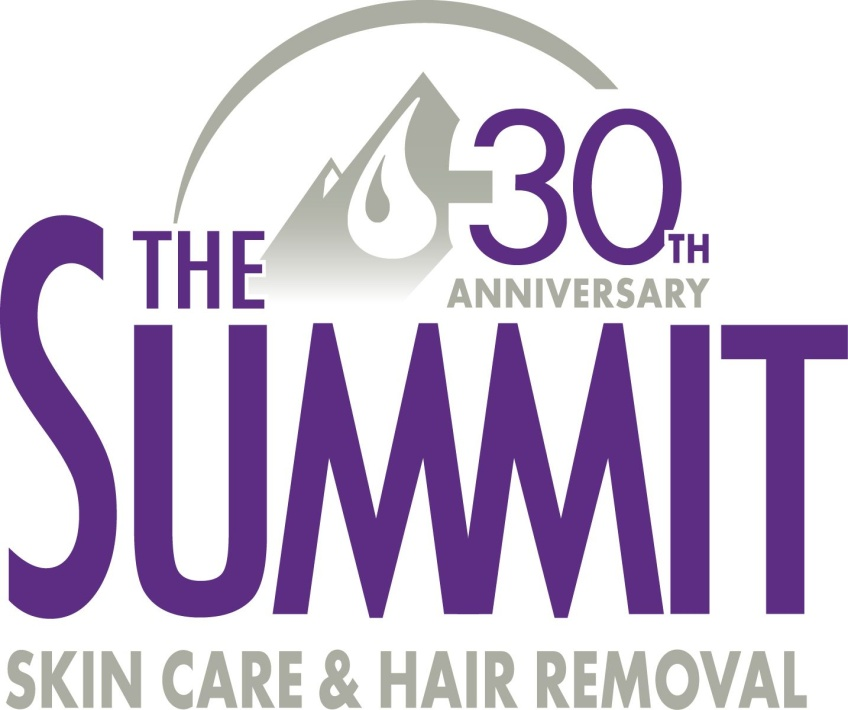 30TH
ANNIVERSARY
THE
SUMMIT
SKIN CARE & HAIR REMOVAL